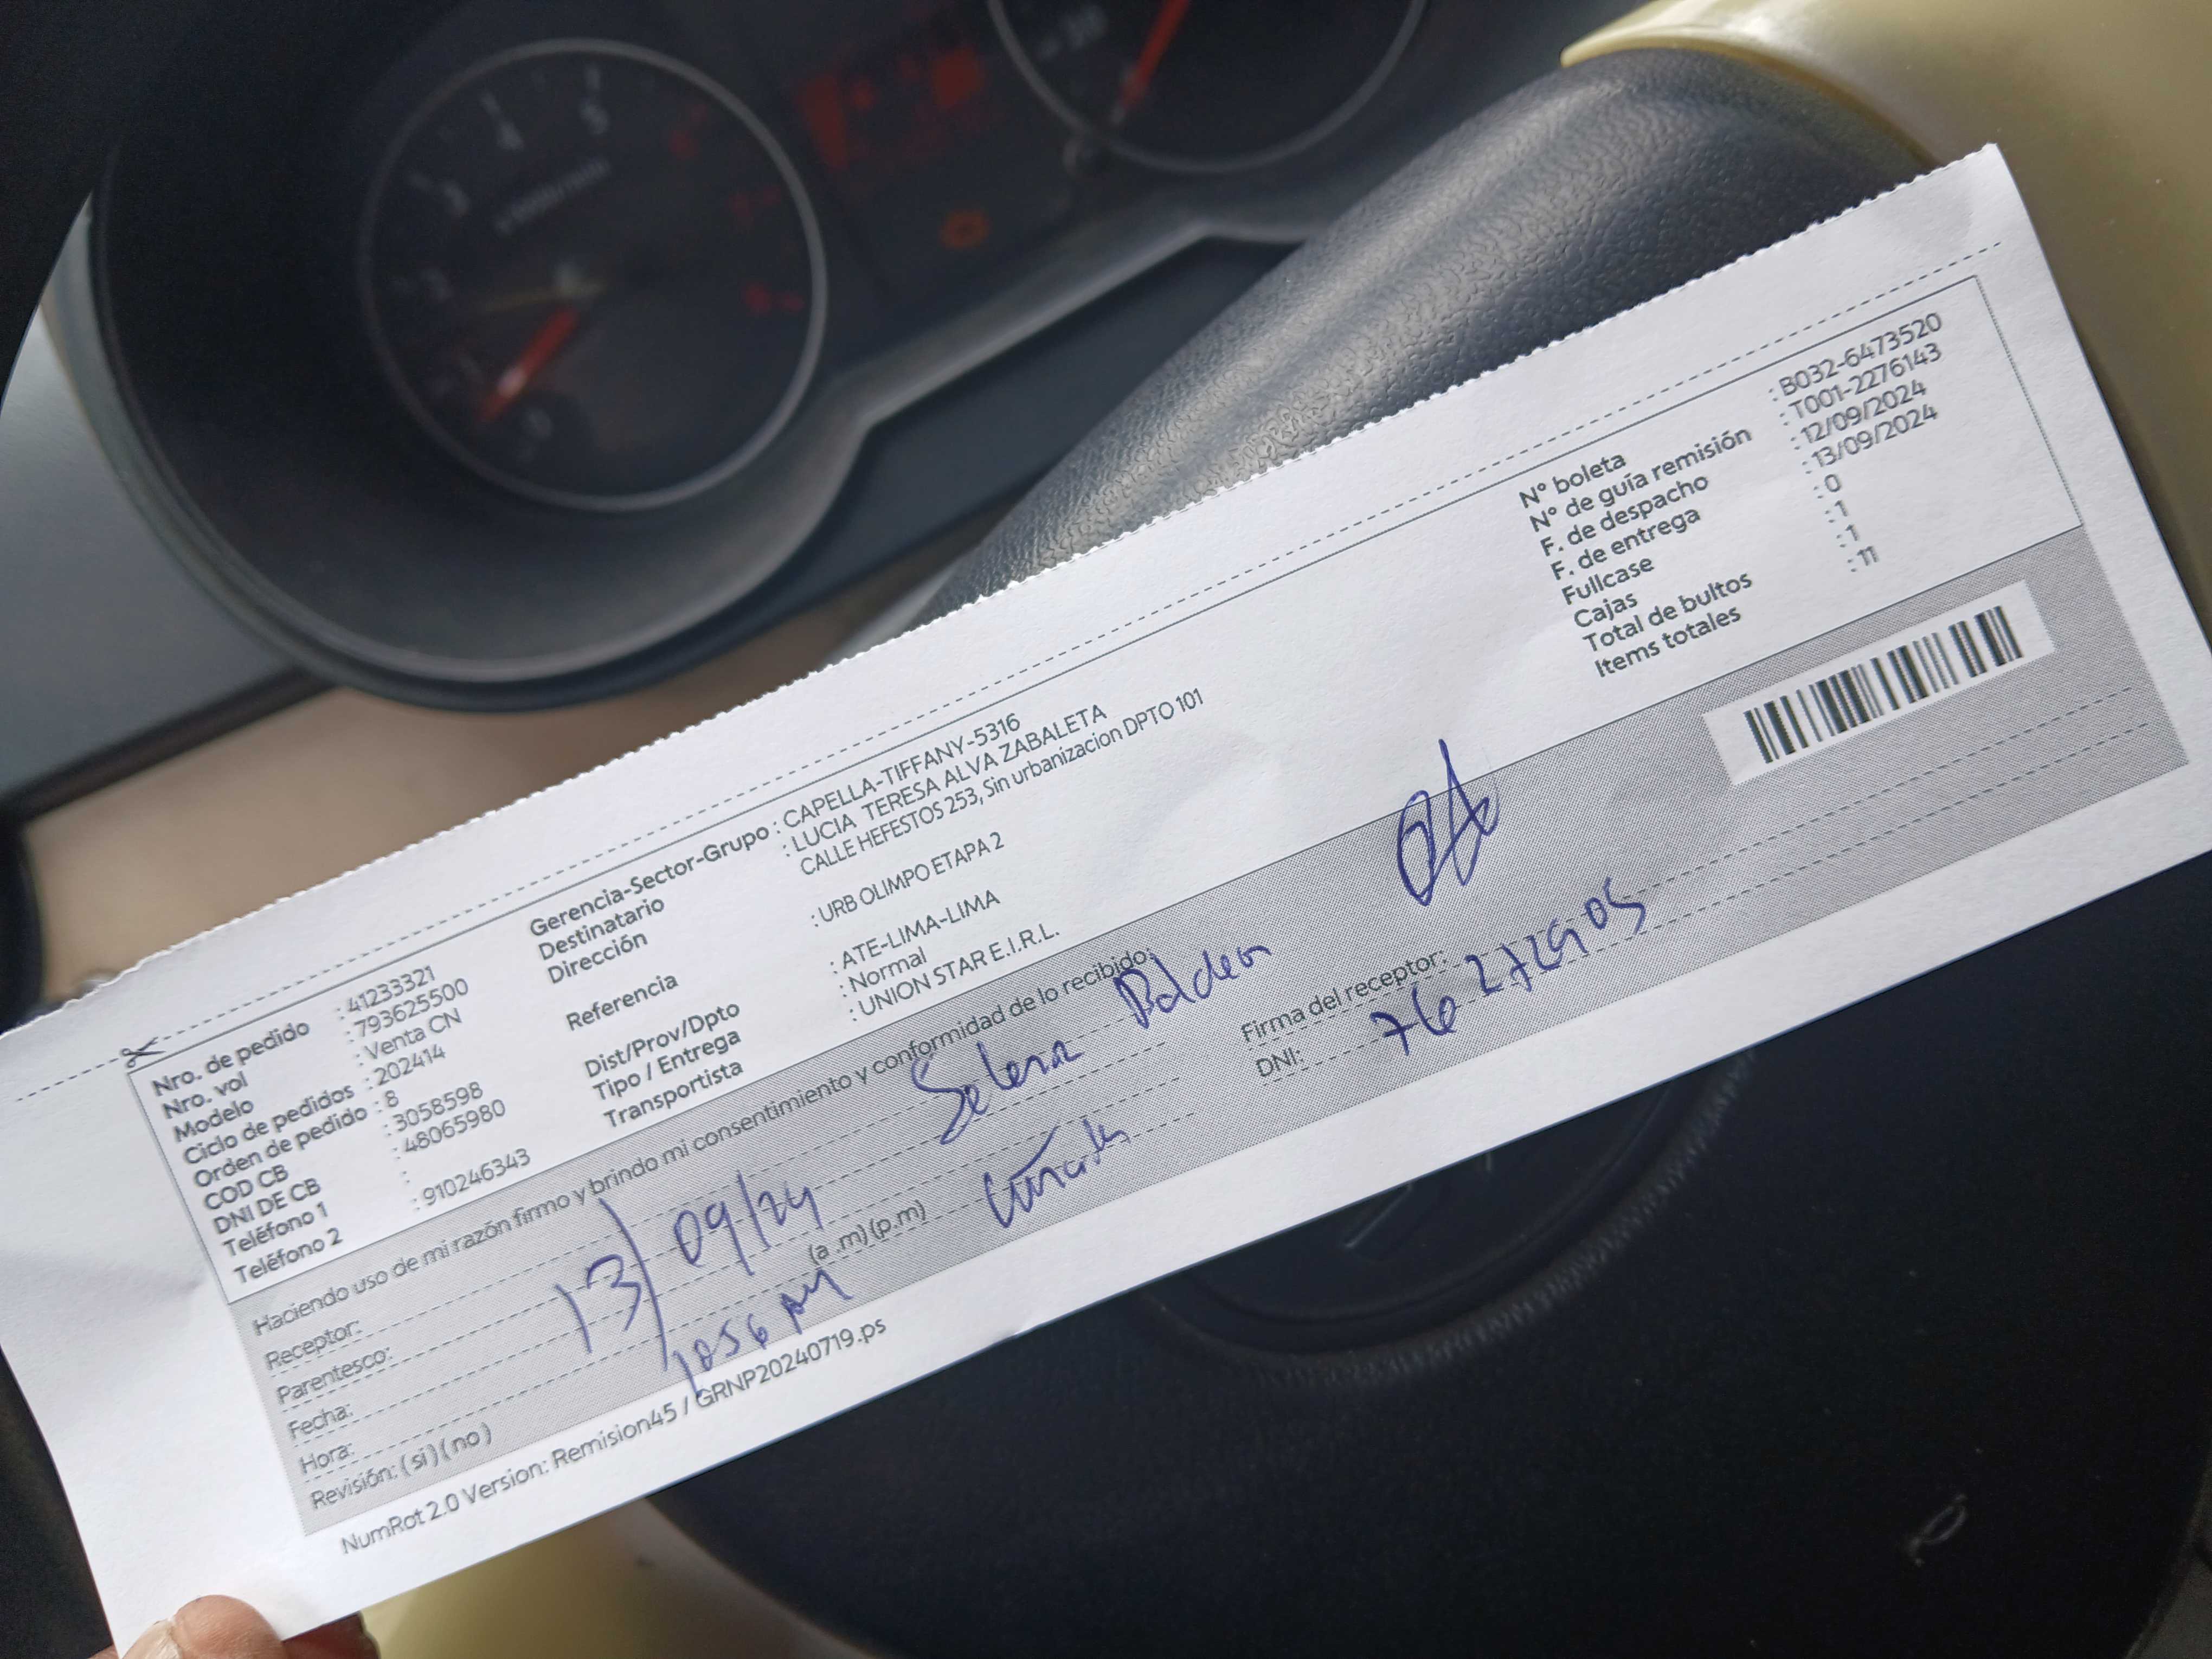 Nro. de pedido : 41233321
Nro. vol : 793625500
Modelo : Venta CN
Ciclo de pedidos : 202414
Orden de pedido : 8
COD CB : 3058598
DNI DE CB : 48065980
Teléfono 1 :
Teléfono 2 : 910246343
Gerencia-Sector-Grupo : CAPELLA-TIFFANY-5316
Destinatario : LUCIA TERESA ALVA ZABALETA
Dirección CALLE HEFESTOS 253, Sin urbanizacion DPTO 101
Referencia : URB OLIMPO ETAPA 2
Dist/Prov/Dpto : ATE-LIMA-LIMA
Tipo / Entrega : Normal
Transportista : UNION STAR E.I.R.L.
N° boleta : B032-6473520
N° de guía remisión : T001-2276143
F. de despacho : 12/09/2024
F. de entrega : 13/09/2024
Fullcase : 0
Cajas : 1
Total de bultos : 1
Items totales : 11
Haciendo uso de mi razón firmo y brindo mi consentimiento y conformidad de lo recibido:
Receptor: Selena
Parentesco:
Fecha: 13/09/24
Hora: 1056 (a .m) (p.m)
Revisión: ( si ) ( no )
Firma del receptor:
DNI:
NumRot 2.0 Version: Remision45 / GRNP20240719.ps
3
4
5